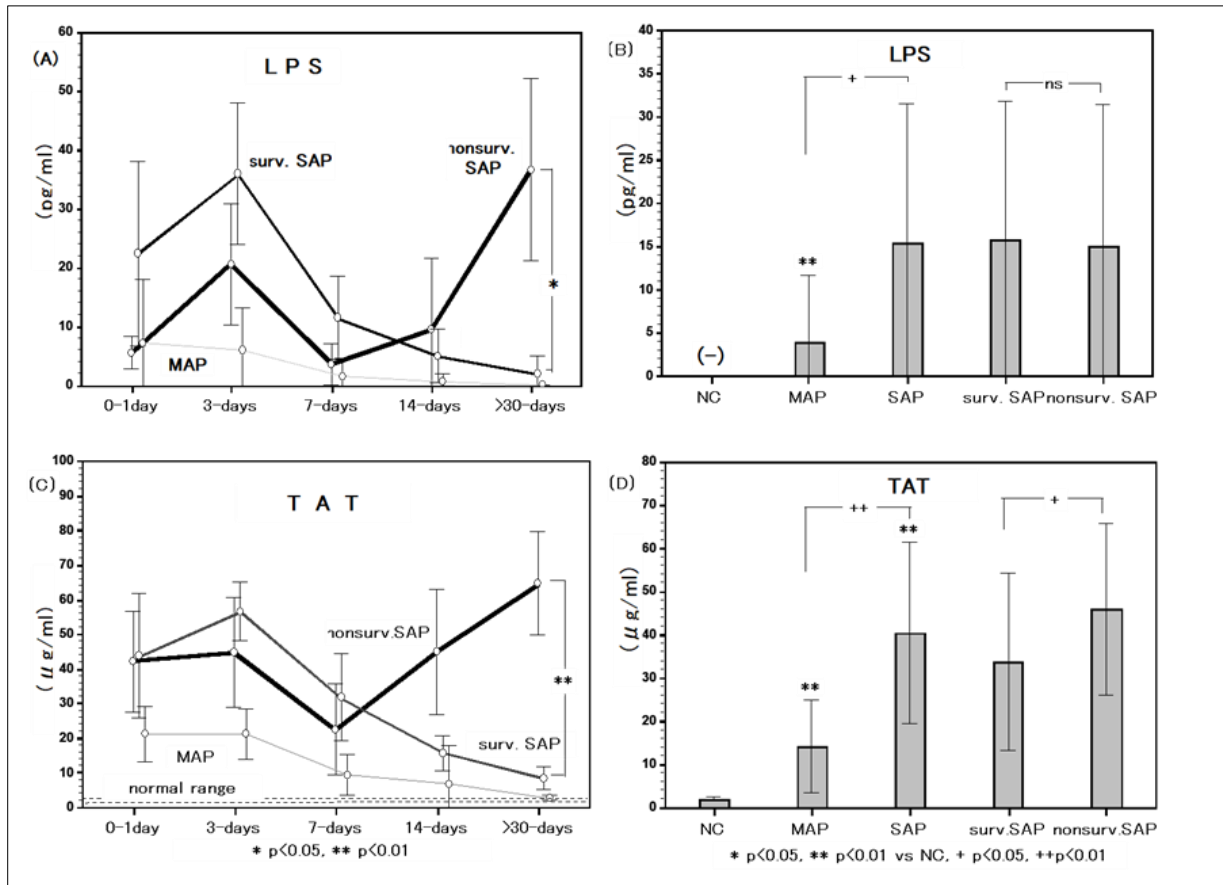 (A)
L P S
60
50
40
30
20
10
0
(pg/ml)
surv. SAP
nonsurv.
SAP
MAP
*
0-1day 3-days 7-days 14-days >30-days
(B)
LPS
40
35
30
25
20
15
10
5
0
(pg/ml)
+
ns
**
(-)
NC MAP SAP surv. SAP nonsurv. SAP
(C)
T A T
100
90
80
70
60
50
40
30
20
10
0
(μg/ml)
nonsurv.SAP
**
MAP
surv. SAP
normal range
0-1day 3-days 7-days 14-days >30-days
* p<0.05, ** p<0.01
(D)
TAT
80
70
60
50
40
30
20
10
0
(μg/ml)
++
+
**
**
NC MAP SAP surv.SAP nonsurv.SAP
* p<0.05, ** p<0.01 vs NC, + p<0.05, ++p<0.01